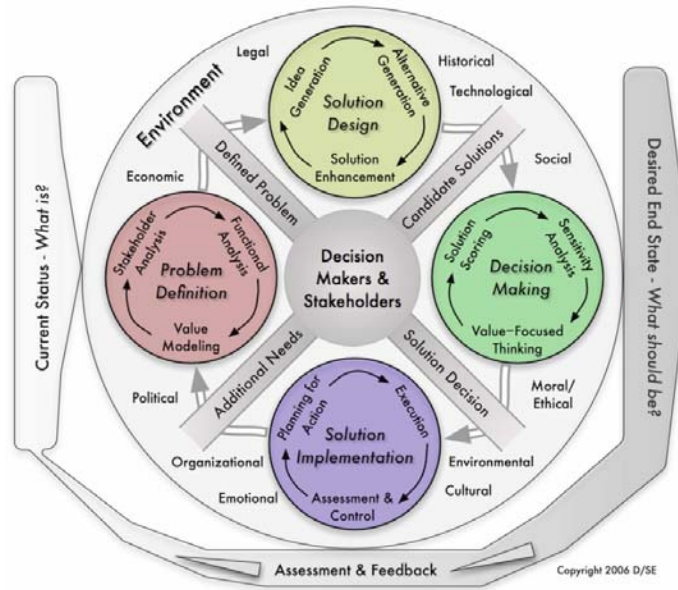 Environment
Legal
Historical
Technological
Social
Economic
Political
Organizational
Emotional
Moral/
Ethical
Environmental
Cultural
Idea
Generation
Alternative
Generation
Solution
Design
Solution
Enhancement
Defined Problem
Candidate Solutions
Stakeholder
Analysis
Functional
Analysis
Problem
Definition
Value
Modeling
Decision
Makers &
Stakeholders
Solution
Scoring
Sensitivity
Analysis
Decision
Making
Value-Focused
Thinking
Additional Needs
Solution Decision
Planning for
Action
Execution
Solution
Implementation
Assessment &
Control
Current Status - What is?
Desired End State - What should be?
Assessment & Feedback
Copyright 2006 D/SE